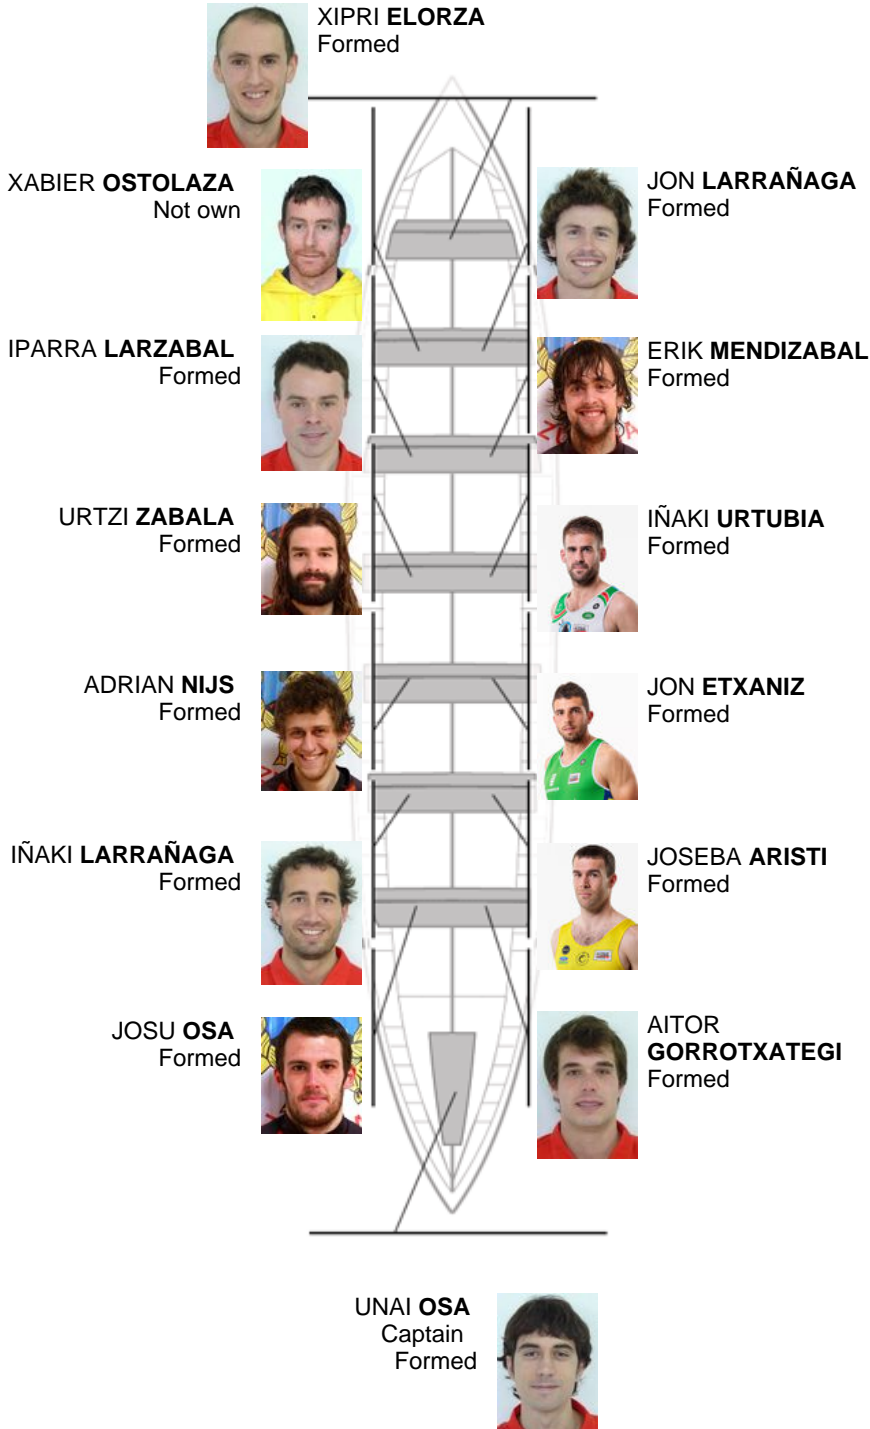 XIPRI ELORZA
Formed
XABIER OSTOLAZA
Not own
JON LARRAÑAGA
Formed
IPARRA LARZABAL
Formed
ERIK MENDIZABAL
Formed
URTZI ZABALA
Formed
IÑAKI URTUBIA
Formed
ADRIAN NIJS
Formed
JON ETXANIZ
Formed
IÑAKI LARRAÑAGA
Formed
JOSEBA ARISTI
Formed
JOSU OSA
Formed
AITOR
GORROTXATEGI
Formed
UNAI OSA
Captain
Formed